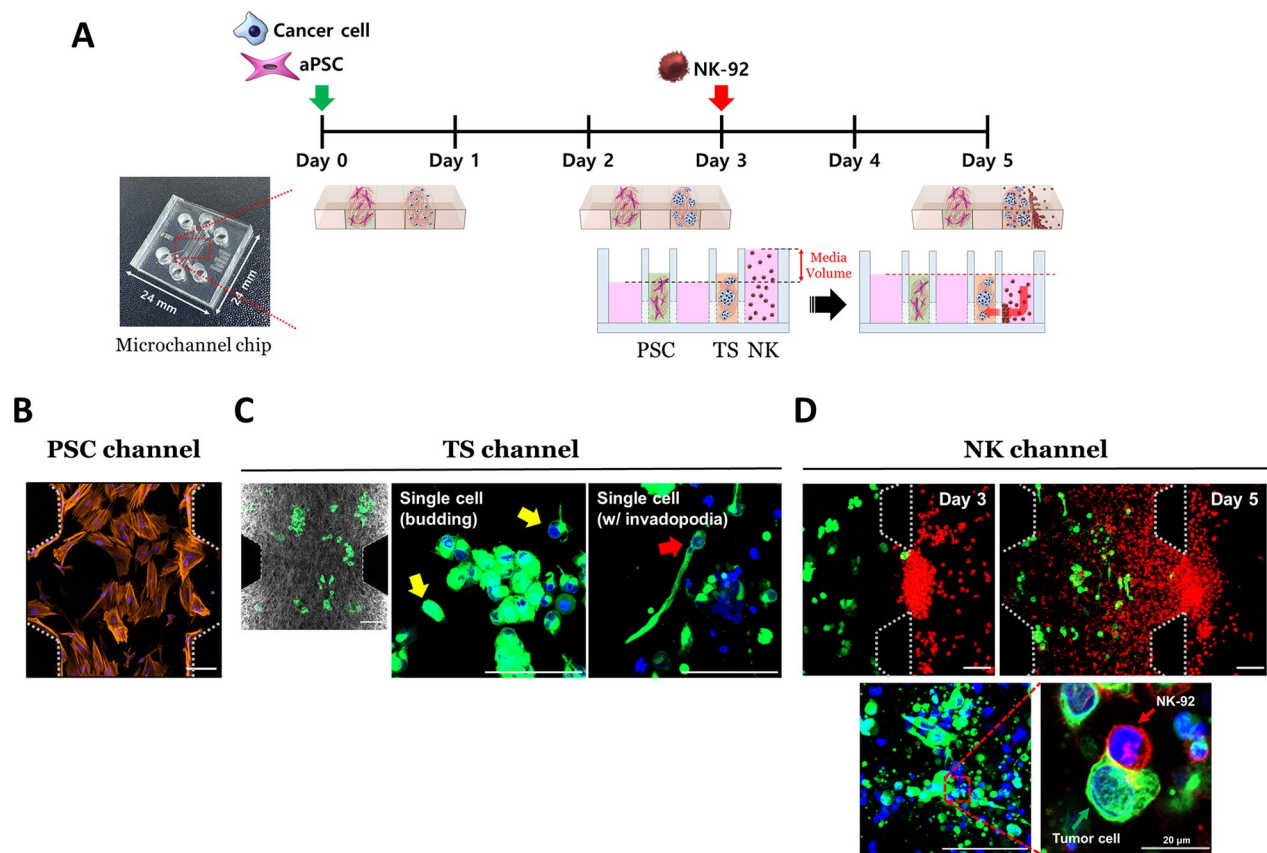 A
Cancer cell
aPSC
NK-92
Day 0
Day 1
Day 2
Day 3
Day 4
Day 5
24 mm
24 mm
Microchannel chip
Media
Volume
PSC
TS
NK
B
C
D
PSC channel
TS channel
NK channel
Single cell
(budding)
Single cell
(w/ invadopodia)
Day 3
Day 5
NK-92
Tumor cell
20 μm